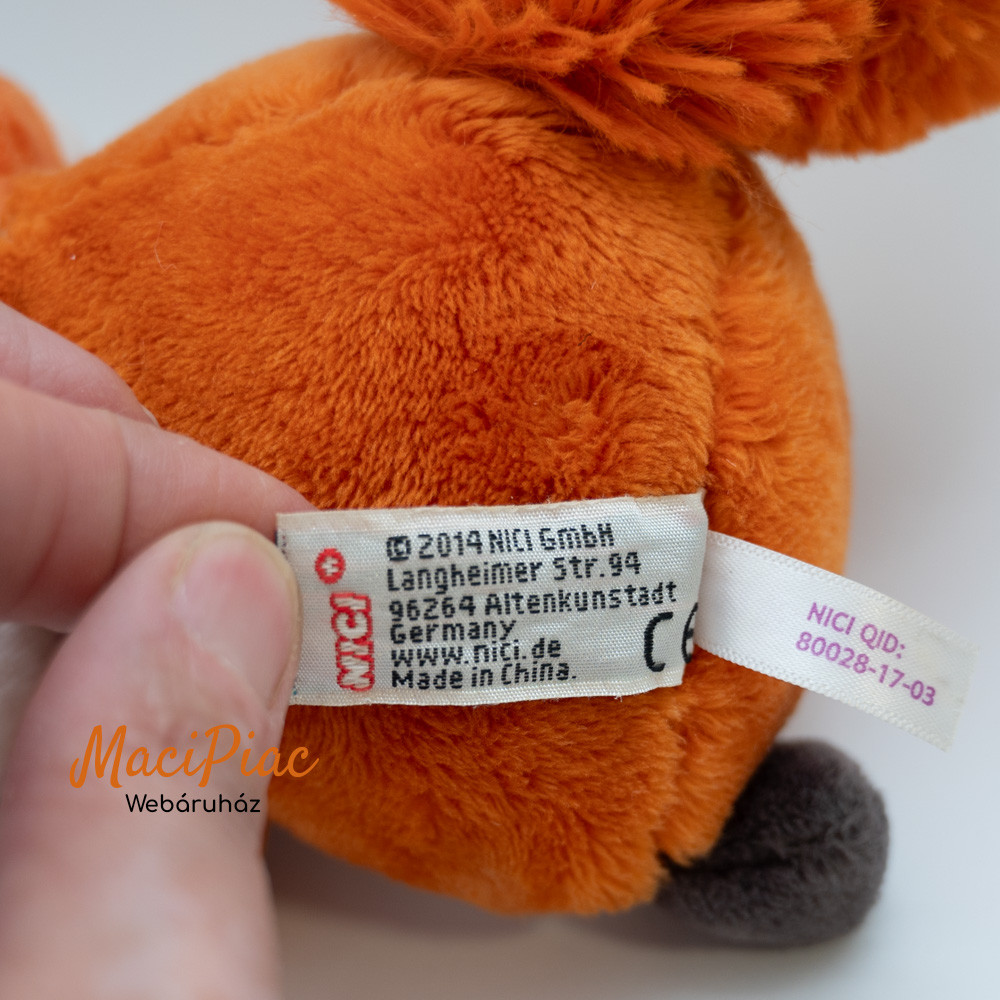 NICI
© 2014 NICI GmbH
Langheimer Str. 94
96264 Altenkunstadt
Germany
www.nici.de
Made in China.
CE
NICI QID:
80028-17-03
MaciPiac
Webáruház